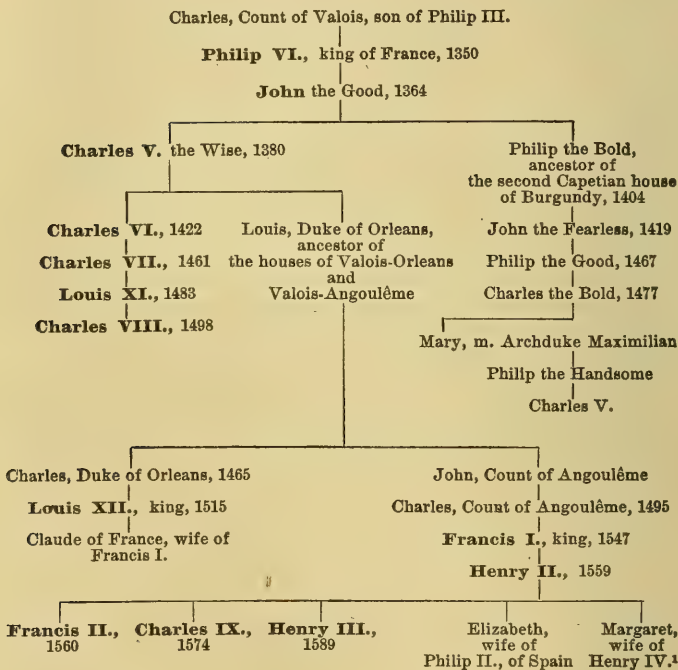 Charles, Count of Valois, son of Philip III.
Philip VI., king of France, 1350
John the Good, 1364
Charles V. the Wise, 1380
Philip the Bold,
ancestor of
the second Capetian house
of Burgundy, 1404
Charles VI., 1422
Charles VII., 1461
Louis XI., 1483
Charles VIII., 1498
Louis, Duke of Orleans,
ancestor of
the houses of Valois-Orleans
and
Valois-Angoulême
John the Fearless, 1419
Philip the Good, 1467
Charles the Bold, 1477
Mary, m. Archduke Maximilian
Philip the Handsome
Charles V.
Charles, Duke of Orleans, 1465
Louis XII., king, 1515
Claude of France, wife of
Francis I.
John, Count of Angoulême
Charles, Count of Angoulême, 1495
Francis I., king, 1547
Henry II., 1559
Francis II.,
1560
Charles IX.,
1574
Henry III.,
1589
Elizabeth,
wife of
Philip II., of Spain
Margaret,
wife of
Henry IV.¹